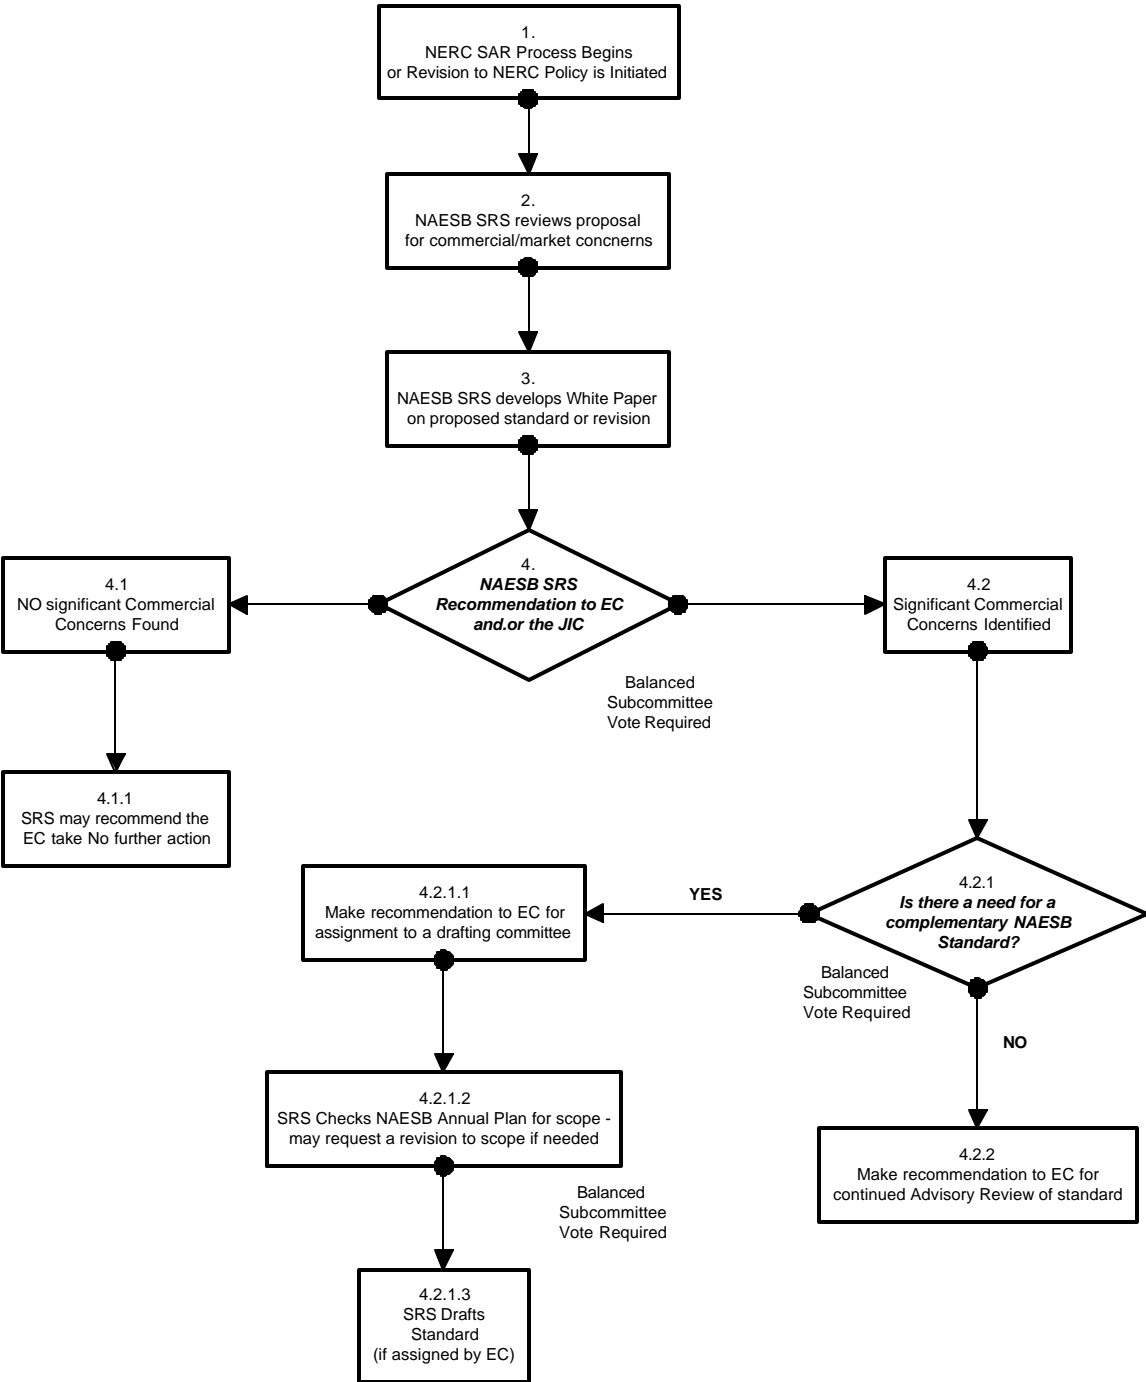 1.
NERC SAR Process Begins
or Revision to NERC Policy is Initiated
2.
NAESB SRS reviews proposal
for commercial/market concnerns
3.
NAESB SRS develops White Paper
on proposed standard or revision
4.
NAESB SRS
Recommendation to EC
and.or the JIC
4.1
NO significant Commercial
Concerns Found
4.2
Significant Commercial
Concerns Identified
Balanced
Subcommittee
Vote Required
4.1.1
SRS may recommend the
EC take No further action
4.2.1
Is there a need for a
complementary NAESB
Standard?
YES
4.2.1.1
Make recommendation to EC for
assignment to a drafting committee
Balanced
Subcommittee
Vote Required
NO
4.2.1.2
SRS Checks NAESB Annual Plan for scope -
may request a revision to scope if needed
4.2.2
Make recommendation to EC for
continued Advisory Review of standard
Balanced
Subcommittee
Vote Required
4.2.1.3
SRS Drafts
Standard
(if assigned by EC)